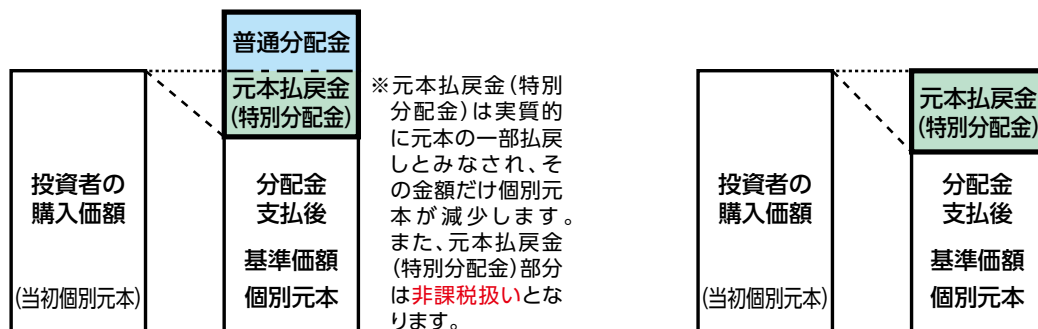 普通分配金
元本払戻金
(特別分配金)
投資者の
購入価額
(当初個別元本)
分配金
支払後
基準価額
個別元本
※元本払戻金(特別
分配金)は実質的
に元本の一部払戻
しとみなされ、そ
の金額だけ個別元
本が減少します。
また、元本払戻金
(特別分配金)部分
は非課税扱いとな
ります。
投資者の
購入価額
(当初個別元本)
元本払戻金
(特別分配金)
分配金
支払後
基準価額
個別元本